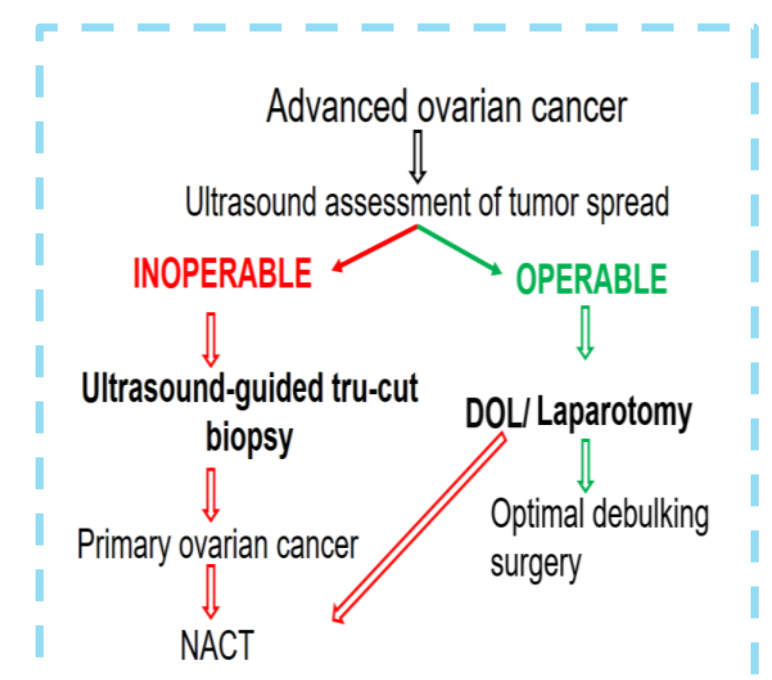 Advanced ovarian cancer
Ultrasound assessment of tumor spread
INOPERABLE
OPERABLE
Ultrasound-guided tru-cut
biopsy
DOL/ Laparotomy
Primary ovarian cancer
Optimal debulking
surgery
NACT